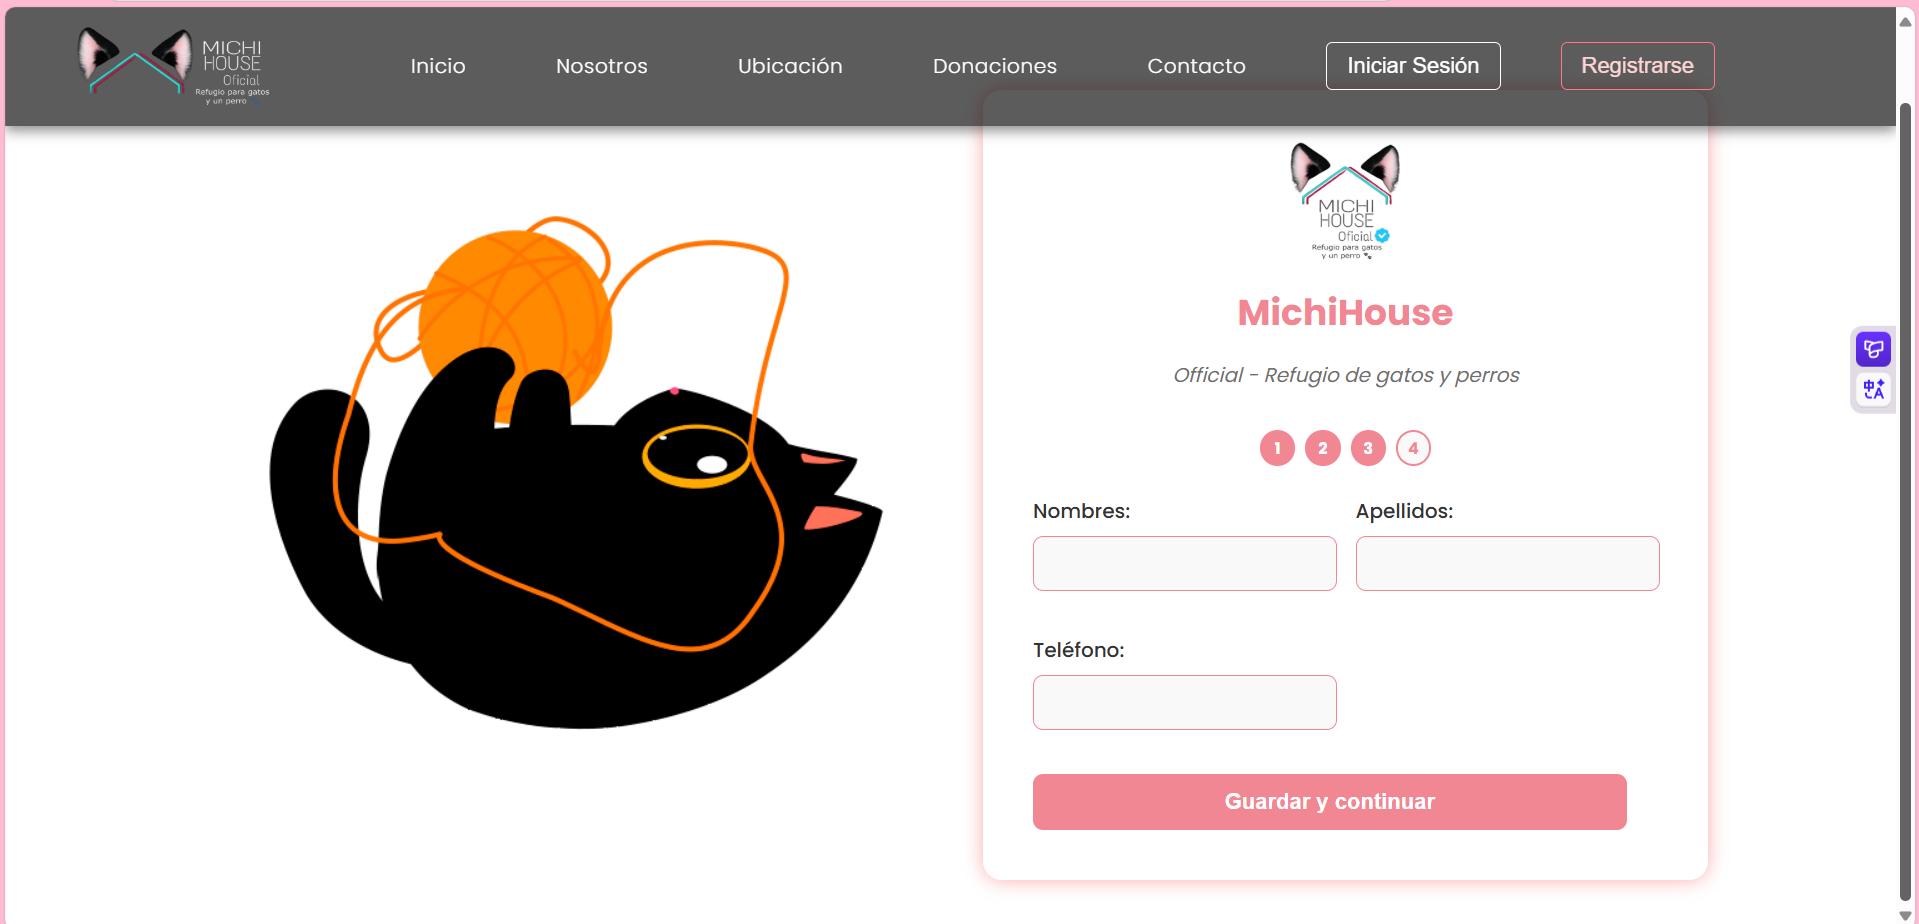 MICHI
HOUSE
Oficial
Refugio para gatos
y un perro
Inicio
Nosotros
Ubicación
Donaciones
Contacto
Iniciar Sesión
Registrarse
MICHI
HOUSE
Oficial
Refugio para gatos
y un perro
MichiHouse
Official - Refugio de gatos y perros
1 2 3 4
Nombres:
Apellidos:
Teléfono:
Guardar y continuar
中
A